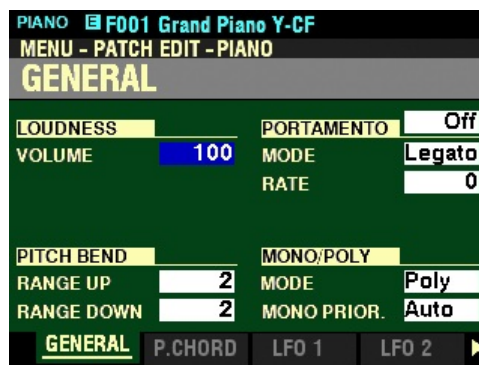 PIANO E F001 Grand Piano Y-CF
MENU - PATCH EDIT - PIANO
GENERAL
LOUDNESS
VOLUME 100
PORTAMENTO Off
MODE Legato
RATE 0
PITCH BEND
RANGE UP 2
RANGE DOWN 2
MONO/POLY
MODE Poly
MONO PRIOR. Auto
GENERAL P.CHORD LFO 1 LFO 2